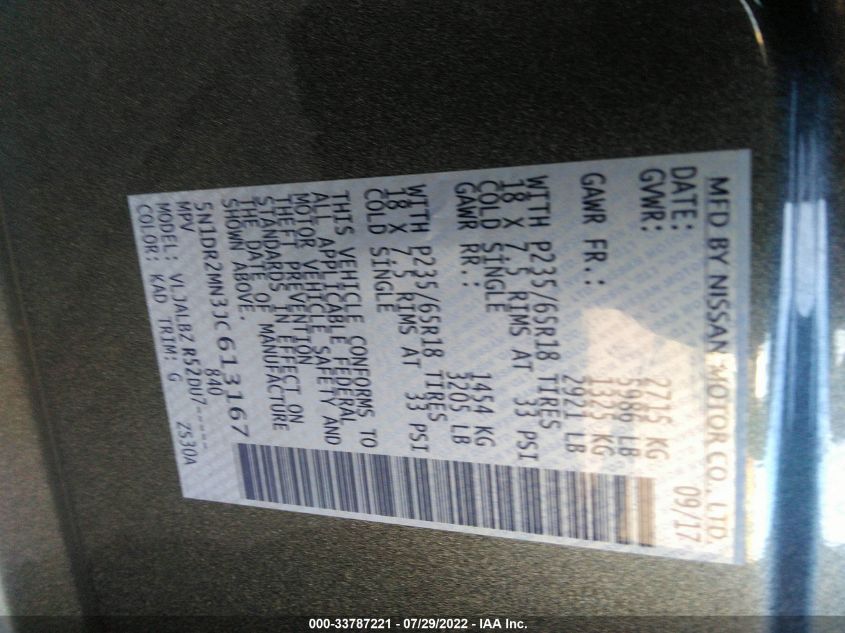 MFD BY NISSAN MOTOR CO., LTD.
DATE: 09/17
GVWR: 2715 KG
5986 LB
GAWR FR.: 1325 KG
2921 LB
WITH P235/65R18 TIRES
18 X 7.5 RIMS AT 33 PSI
COLD SINGLE
GAWR RR.: 1454 KG
3205 LB
WITH P235/65R18 TIRES
18 X 7.5 RIMS AT 33 PSI
COLD SINGLE
THIS VEHICLE CONFORMS TO
ALL APPLICABLE FEDERAL
MOTOR VEHICLE SAFETY AND
THEFT PREVENTION
STANDARDS IN EFFECT ON
THE DATE OF MANUFACTURE
SHOWN ABOVE.
5N1DR2MN3JC613167
MPV 840
MODEL: VIJALBZ R52DU7---- ZS30A
COLOR: KAD TRIM: G
000-33787221 - 07/29/2022 - IAA Inc.